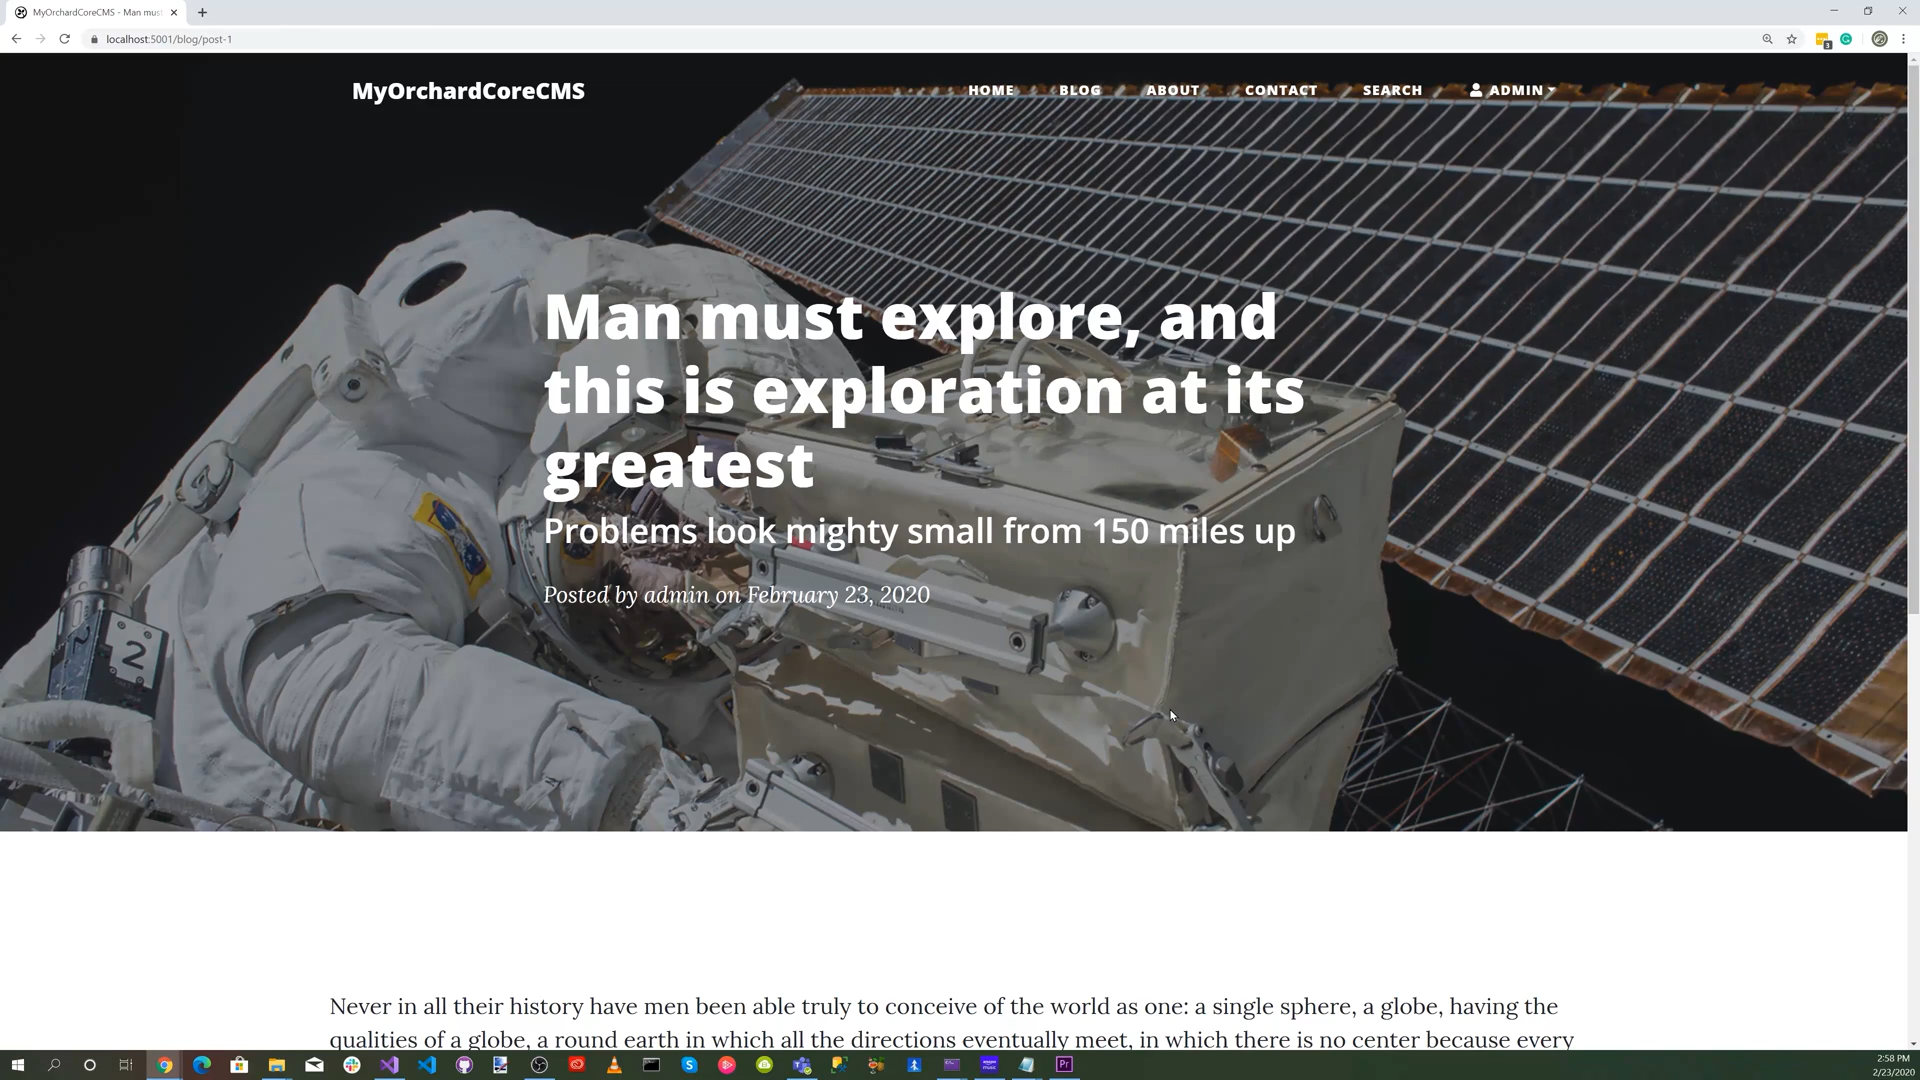 MyOrchardCoreCMS - Man mus
localhost:5001/blog/post-1
3
MyOrchardCoreCMS
HOME BLOG ABOUT CONTACT SEARCH ADMIN
2
Man must explore, and
this is exploration at its
greatest
Problems look mighty small from 150 miles up
Posted by admin on February 23, 2020
Never in all their history have men been able truly to conceive of the world as one: a single sphere, a globe, having the
qualities of a globe, a round earth in which all the directions eventually meet, in which there is no center because every
2:58 PM
2/23/2020